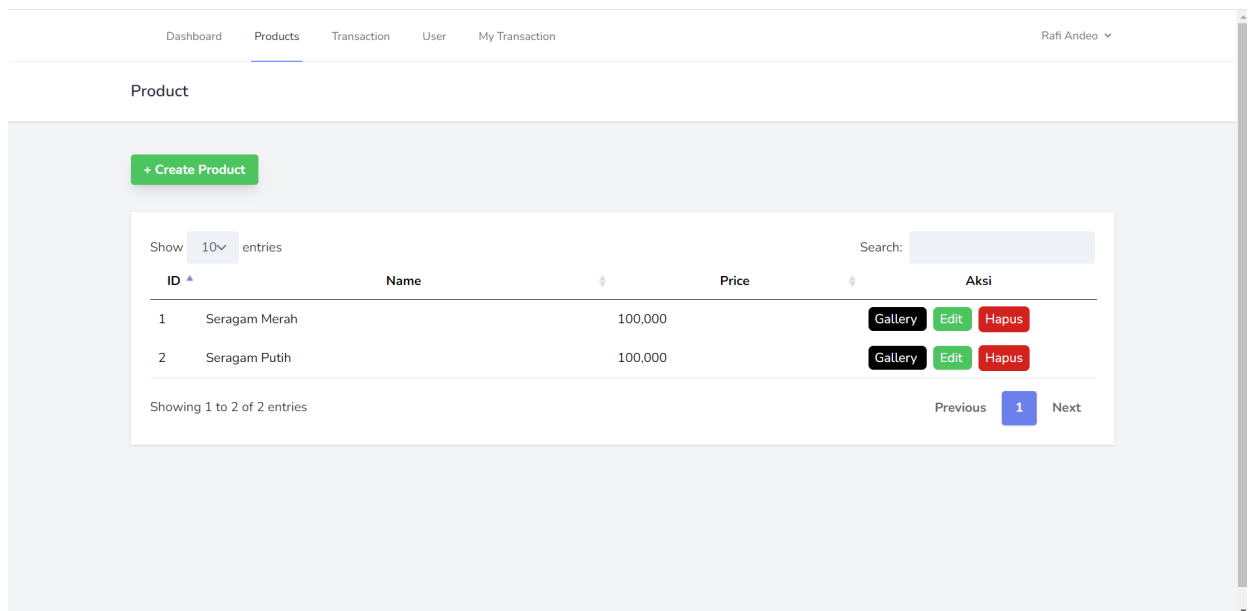 Dashboard Products Transaction User My Transaction Rafi Andeo
Product
+ Create Product
Show 10 entries Search:
ID Name Price Aksi
1 Seragam Merah 100,000 Gallery Edit Hapus
2 Seragam Putih 100,000 Gallery Edit Hapus
Showing 1 to 2 of 2 entries Previous 1 Next